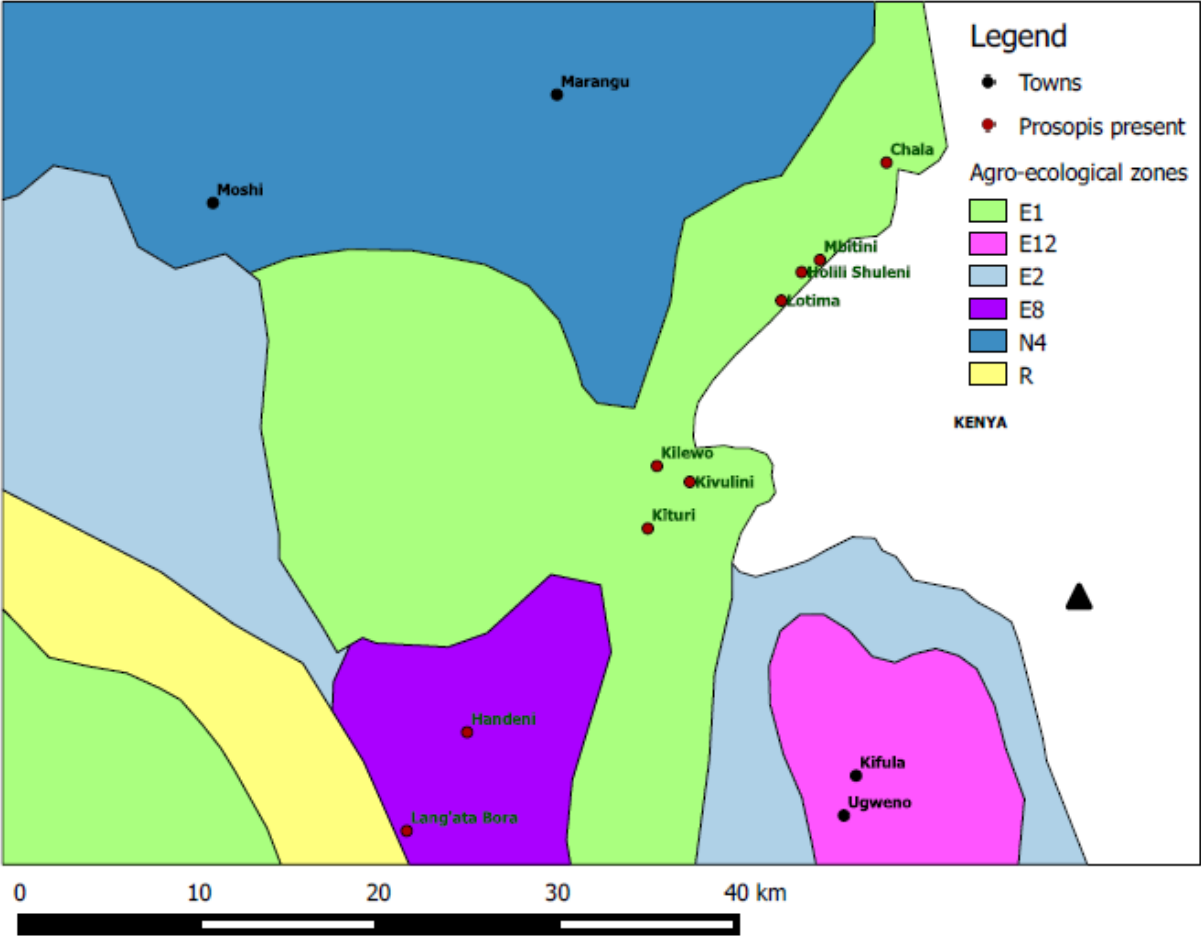 Legend
Towns
Prosopis present
Agro-ecological zones
E1
E12
E2
E8
N4
R
Marangu
Moshi
Chala
Mbitini
Holili Shuleni
Lotima
KENYA
Kilewo
Kivulini
Kituri
Handeni
Lang'ata Bora
Kifula
Ugweno
0 10 20 30 40 km